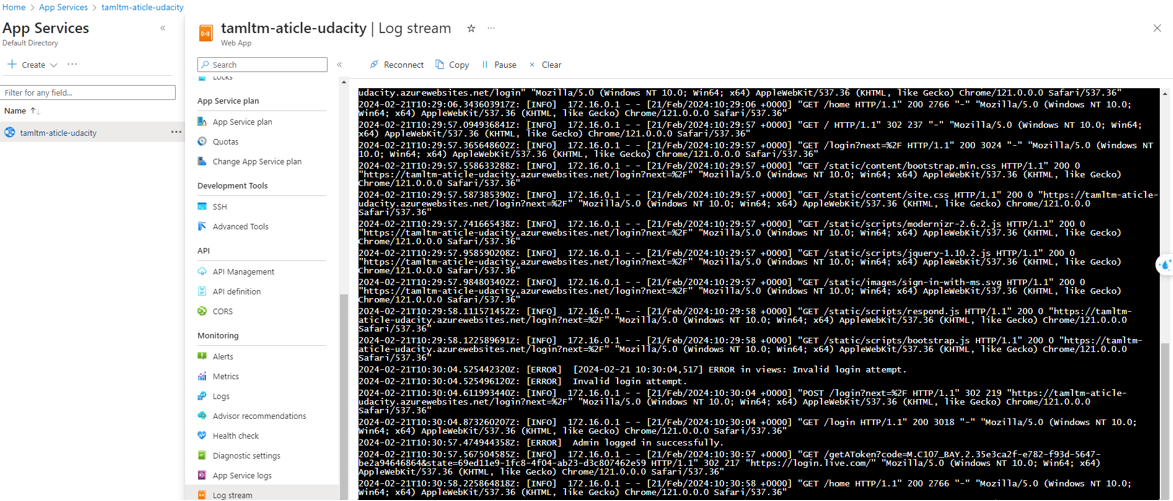 Home > App Services > tamltm-aticle-udacity
App Services «
Default Directory
+ Create ∨ ···
Filter for any field...
Name ↑↓
tamltm-aticle-udacity ···
tamltm-aticle-udacity | Log stream ☆ ···
Web App
Search «
Locks
App Service plan
App Service plan
Quotas
Change App Service plan
Development Tools
SSH
Advanced Tools
API
API Management
API definition
CORS
Monitoring
Alerts
Metrics
Logs
Advisor recommendations
Health check
Diagnostic settings
App Service logs
Log stream
Reconnect Copy Pause Clear
udacity.azurewebsites.net/login" "Mozilla/5.0 (Windows NT 10.0; Win64; x64) AppleWebKit/537.36 (KHTML, like Gecko) Chrome/121.0.0.0 Safari/537.36"
2024-02-21T10:29:06.343603917Z: [INFO] 172.16.0.1 - - [21/Feb/2024:10:29:06 +0000] "GET /home HTTP/1.1" 200 2766 "-" "Mozilla/5.0 (Windows NT 10.0;
Win64; x64) AppleWebKit/537.36 (KHTML, like Gecko) Chrome/121.0.0.0 Safari/537.36"
2024-02-21T10:29:57.094936841Z: [INFO] 172.16.0.1 - - [21/Feb/2024:10:29:57 +0000] "GET / HTTP/1.1" 302 237 "-" "Mozilla/5.0 (Windows NT 10.0; Win64;
x64) AppleWebKit/537.36 (KHTML, like Gecko) Chrome/121.0.0.0 Safari/537.36"
2024-02-21T10:29:57.365648602Z: [INFO] 172.16.0.1 - - [21/Feb/2024:10:29:57 +0000] "GET /login?next=%2F HTTP/1.1" 200 3024 "-" "Mozilla/5.0 (Windows NT
10.0; Win64; x64) AppleWebKit/537.36 (KHTML, like Gecko) Chrome/121.0.0.0 Safari/537.36"
2024-02-21T10:29:57.558633288Z: [INFO] 172.16.0.1 - - [21/Feb/2024:10:29:57 +0000] "GET /static/content/bootstrap.min.css HTTP/1.1" 200 0
"https://tamltm-aticle-udacity.azurewebsites.net/login?next=%2F" "Mozilla/5.0 (Windows NT 10.0; Win64; x64) AppleWebKit/537.36 (KHTML, like Gecko)
Chrome/121.0.0.0 Safari/537.36"
2024-02-21T10:29:57.587385390Z: [INFO] 172.16.0.1 - - [21/Feb/2024:10:29:57 +0000] "GET /static/content/site.css HTTP/1.1" 200 0 "https://tamltm-aticle-
udacity.azurewebsites.net/login?next=%2F" "Mozilla/5.0 (Windows NT 10.0; Win64; x64) AppleWebKit/537.36 (KHTML, like Gecko) Chrome/121.0.0.0
Safari/537.36"
2024-02-21T10:29:57.741665438Z: [INFO] 172.16.0.1 - - [21/Feb/2024:10:29:57 +0000] "GET /static/scripts/modernizr-2.6.2.js HTTP/1.1" 200 0
"https://tamltm-aticle-udacity.azurewebsites.net/login?next=%2F" "Mozilla/5.0 (Windows NT 10.0; Win64; x64) AppleWebKit/537.36 (KHTML, like Gecko)
Chrome/121.0.0.0 Safari/537.36"
2024-02-21T10:29:57.958590208Z: [INFO] 172.16.0.1 - - [21/Feb/2024:10:29:57 +0000] "GET /static/scripts/jquery-1.10.2.js HTTP/1.1" 200 0
"https://tamltm-aticle-udacity.azurewebsites.net/login?next=%2F" "Mozilla/5.0 (Windows NT 10.0; Win64; x64) AppleWebKit/537.36 (KHTML, like Gecko)
Chrome/121.0.0.0 Safari/537.36"
2024-02-21T10:29:57.984803402Z: [INFO] 172.16.0.1 - - [21/Feb/2024:10:29:57 +0000] "GET /static/images/sign-in-with-ms.svg HTTP/1.1" 200 0
"https://tamltm-aticle-udacity.azurewebsites.net/login?next=%2F" "Mozilla/5.0 (Windows NT 10.0; Win64; x64) AppleWebKit/537.36 (KHTML, like Gecko)
Chrome/121.0.0.0 Safari/537.36"
2024-02-21T10:29:58.111571452Z: [INFO] 172.16.0.1 - - [21/Feb/2024:10:29:58 +0000] "GET /static/scripts/respond.js HTTP/1.1" 200 0 "https://tamltm-
aticle-udacity.azurewebsites.net/login?next=%2F" "Mozilla/5.0 (Windows NT 10.0; Win64; x64) AppleWebKit/537.36 (KHTML, like Gecko) Chrome/121.0.0.0
Safari/537.36"
2024-02-21T10:29:58.122589691Z: [INFO] 172.16.0.1 - - [21/Feb/2024:10:29:58 +0000] "GET /static/scripts/bootstrap.js HTTP/1.1" 200 0 "https://tamltm-
aticle-udacity.azurewebsites.net/login?next=%2F" "Mozilla/5.0 (Windows NT 10.0; Win64; x64) AppleWebKit/537.36 (KHTML, like Gecko) Chrome/121.0.0.0
Safari/537.36"
2024-02-21T10:30:04.525442320Z: [ERROR] [2024-02-21 10:30:04,517] ERROR in views: Invalid login attempt.
2024-02-21T10:30:04.525496120Z: [ERROR] Invalid login attempt.
2024-02-21T10:30:04.611993440Z: [INFO] 172.16.0.1 - - [21/Feb/2024:10:30:04 +0000] "POST /login?next=%2F HTTP/1.1" 302 219 "https://tamltm-aticle-
udacity.azurewebsites.net/login?next=%2F" "Mozilla/5.0 (Windows NT 10.0; Win64; x64) AppleWebKit/537.36 (KHTML, like Gecko) Chrome/121.0.0.0
Safari/537.36"
2024-02-21T10:30:04.873260207Z: [INFO] 172.16.0.1 - - [21/Feb/2024:10:30:04 +0000] "GET /login HTTP/1.1" 200 3018 "-" "Mozilla/5.0 (Windows NT 10.0;
Win64; x64) AppleWebKit/537.36 (KHTML, like Gecko) Chrome/121.0.0.0 Safari/537.36"
2024-02-21T10:30:57.474944358Z: [ERROR] Admin logged in successfully.
2024-02-21T10:30:57.567504585Z: [INFO] 172.16.0.1 - - [21/Feb/2024:10:30:57 +0000] "GET /getAToken?code=M.C107_BAY.2.35e3ca2f-e782-f93d-5647-
be2a94646864&state=69ed11e9-1fc8-4f04-ab23-d3c807462e59 HTTP/1.1" 302 217 "https://login.live.com/" "Mozilla/5.0 (Windows NT 10.0; Win64; x64)
AppleWebKit/537.36 (KHTML, like Gecko) Chrome/121.0.0.0 Safari/537.36"
2024-02-21T10:30:58.225864818Z: [INFO] 172.16.0.1 - - [21/Feb/2024:10:30:58 +0000] "GET /home HTTP/1.1" 200 2766 "-" "Mozilla/5.0 (Windows NT 10.0;
Win64; x64) AppleWebKit/537.36 (KHTML, like Gecko) Chrome/121.0.0.0 Safari/537.36"